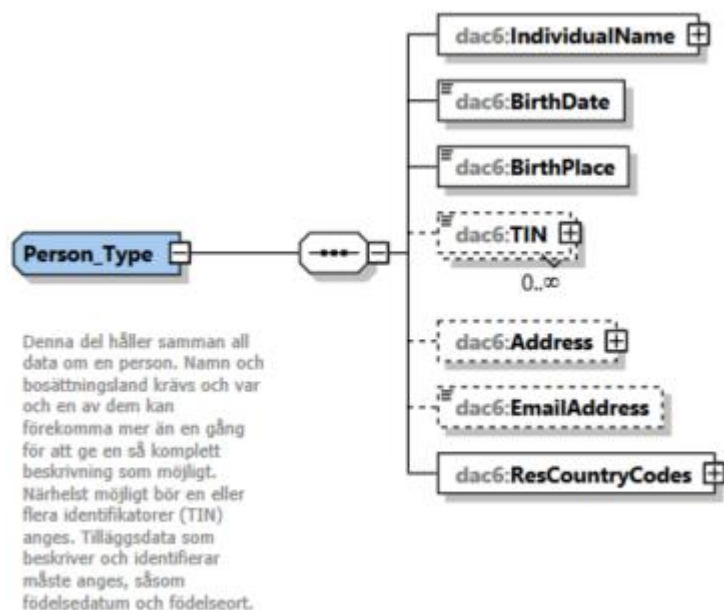 dac6:IndividualName
dac6:BirthDate
dac6:BirthPlace
dac6:TIN
0..∞
Person_Type
dac6:Address
dac6:EmailAddress
dac6:ResCountryCodes
Denna del håller samman all
data om en person. Namn och
bosättningsland krävs och var
och en av dem kan
förekomma mer än en gång
för att ge en så komplett
beskrivning som möjligt.
Närhelst möjligt bör en eller
flera identifikatorer (TIN)
anges. Tilläggsdata som
beskriver och identifierar
måste anges, såsom
födelsedatum och födelseort.